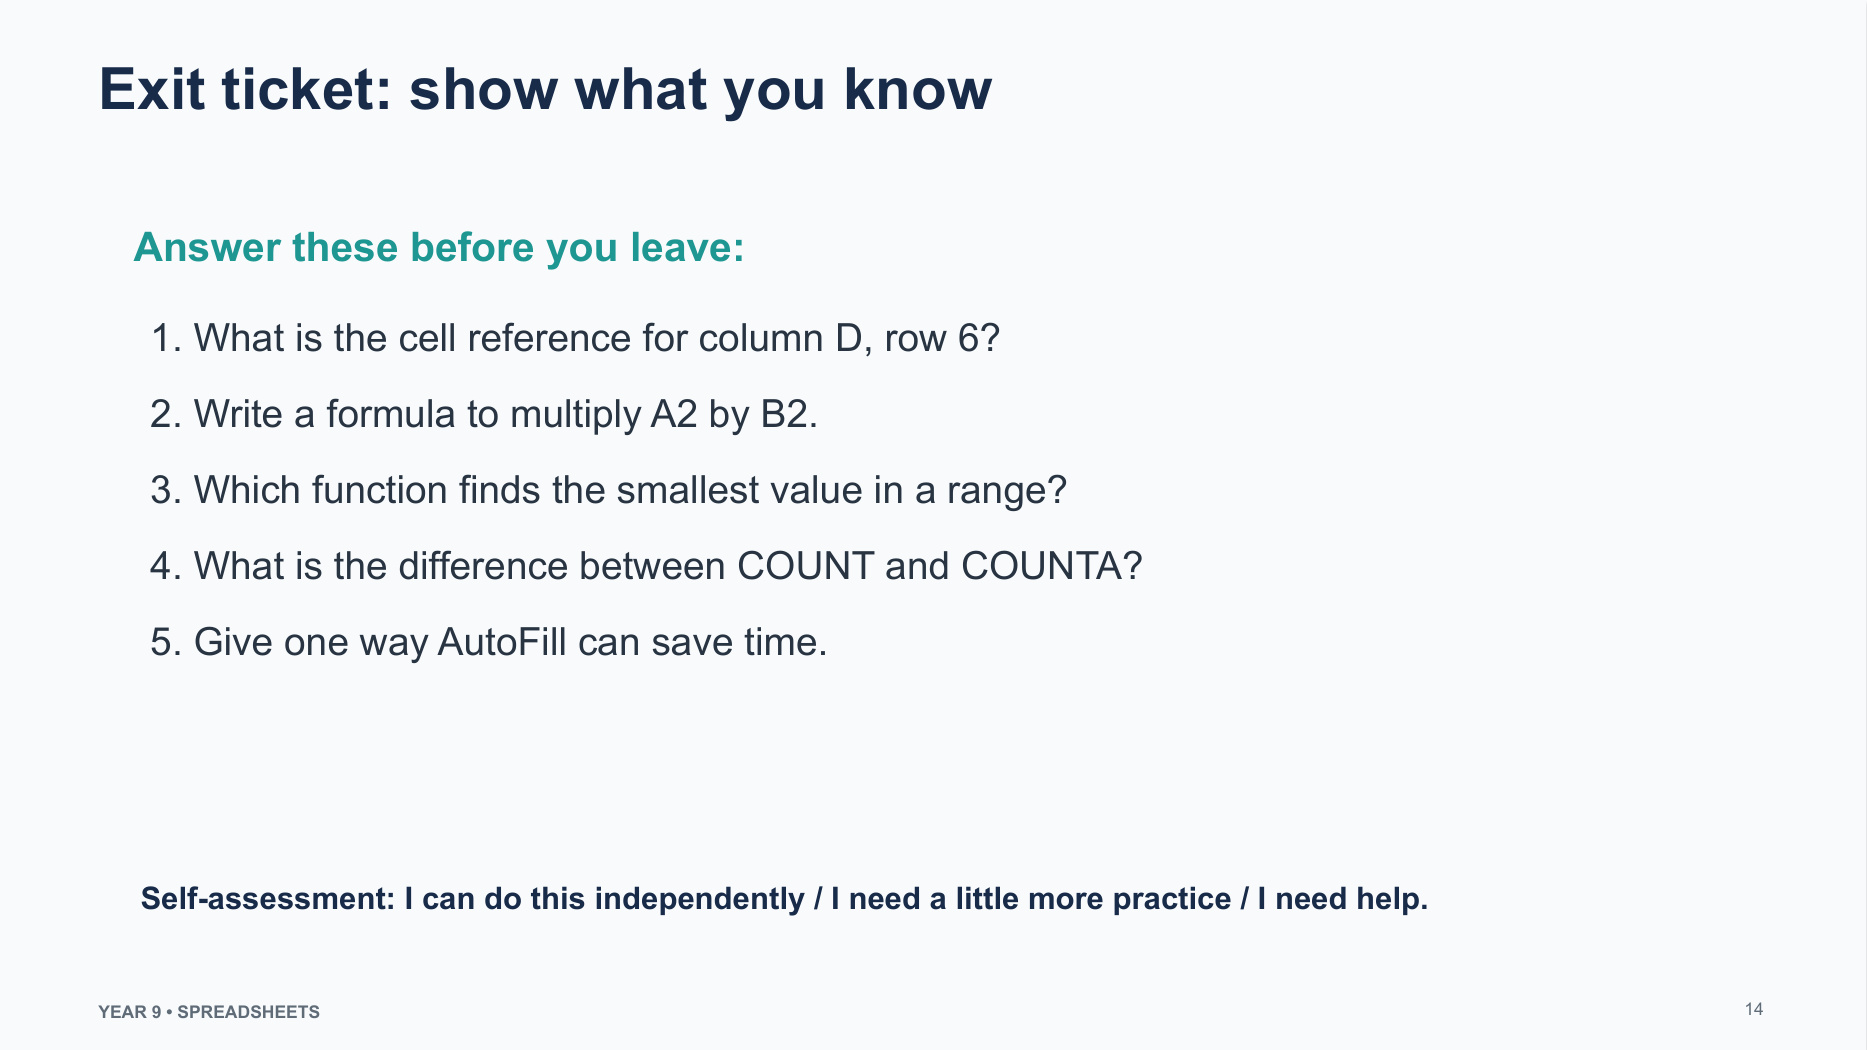 Exit ticket: show what you know
Answer these before you leave:
1. What is the cell reference for column D, row 6?
2. Write a formula to multiply A2 by B2.
3. Which function finds the smallest value in a range?
4. What is the difference between COUNT and COUNTA?
5. Give one way AutoFill can save time.
Self-assessment: I can do this independently / I need a little more practice / I need help.
YEAR 9 • SPREADSHEETS
14